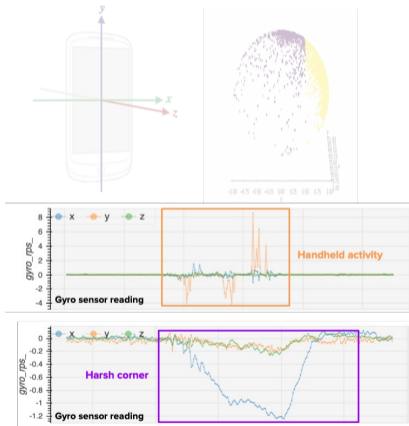 y
x
z
gyro_rps_
x y z
8
6
4
2
0
-2
-4
Handheld activity
Gyro sensor reading
gyro_rps_
x y z
0
-0.2
-0.4
-0.6
-0.8
-1.0
-1.2
Harsh corner
Gyro sensor reading